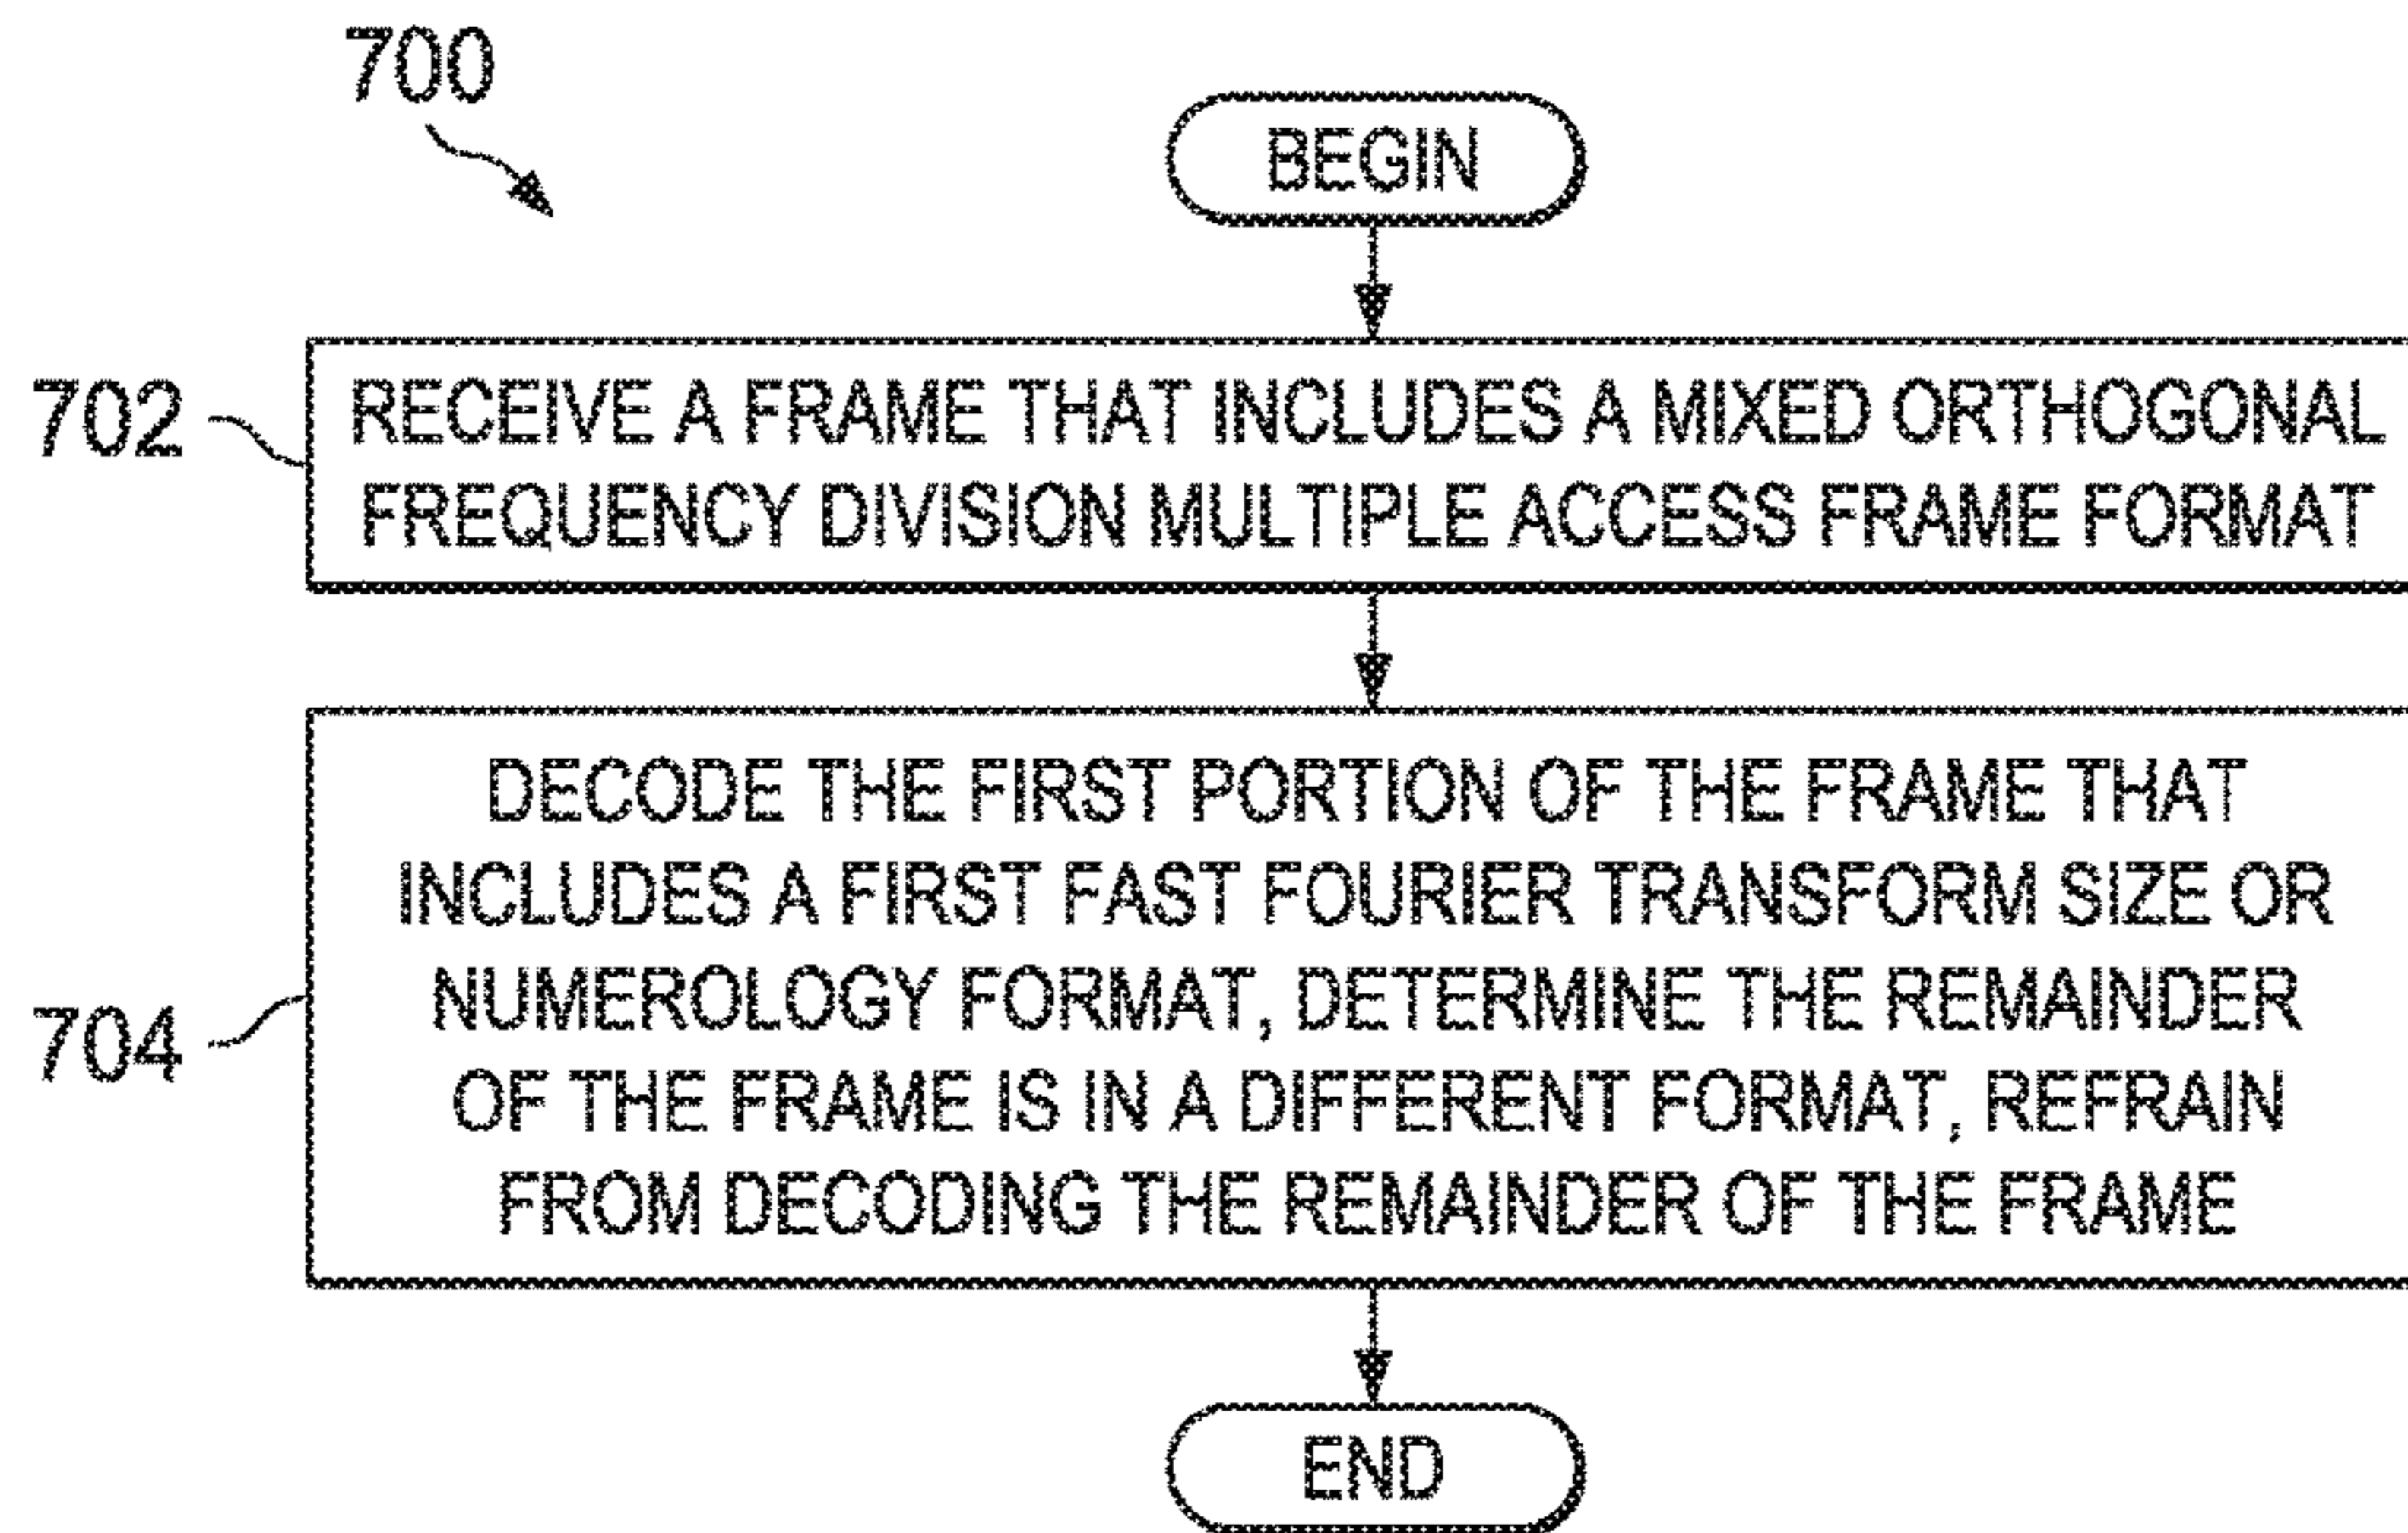 700
BEGIN
702
RECEIVE A FRAME THAT INCLUDES A MIXED ORTHOGONAL
FREQUENCY DIVISION MULTIPLE ACCESS FRAME FORMAT
704
DECODE THE FIRST PORTION OF THE FRAME THAT
INCLUDES A FIRST FAST FOURIER TRANSFORM SIZE OR
NUMEROLOGY FORMAT, DETERMINE THE REMAINDER
OF THE FRAME IS IN A DIFFERENT FORMAT, REFRAIN
FROM DECODING THE REMAINDER OF THE FRAME
END